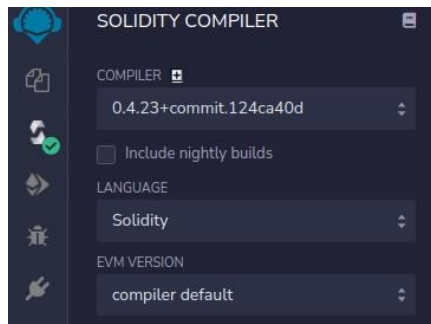 SOLIDITY COMPILER
COMPILER
0.4.23+commit.124ca40d
Include nightly builds
LANGUAGE
Solidity
EVM VERSION
compiler default